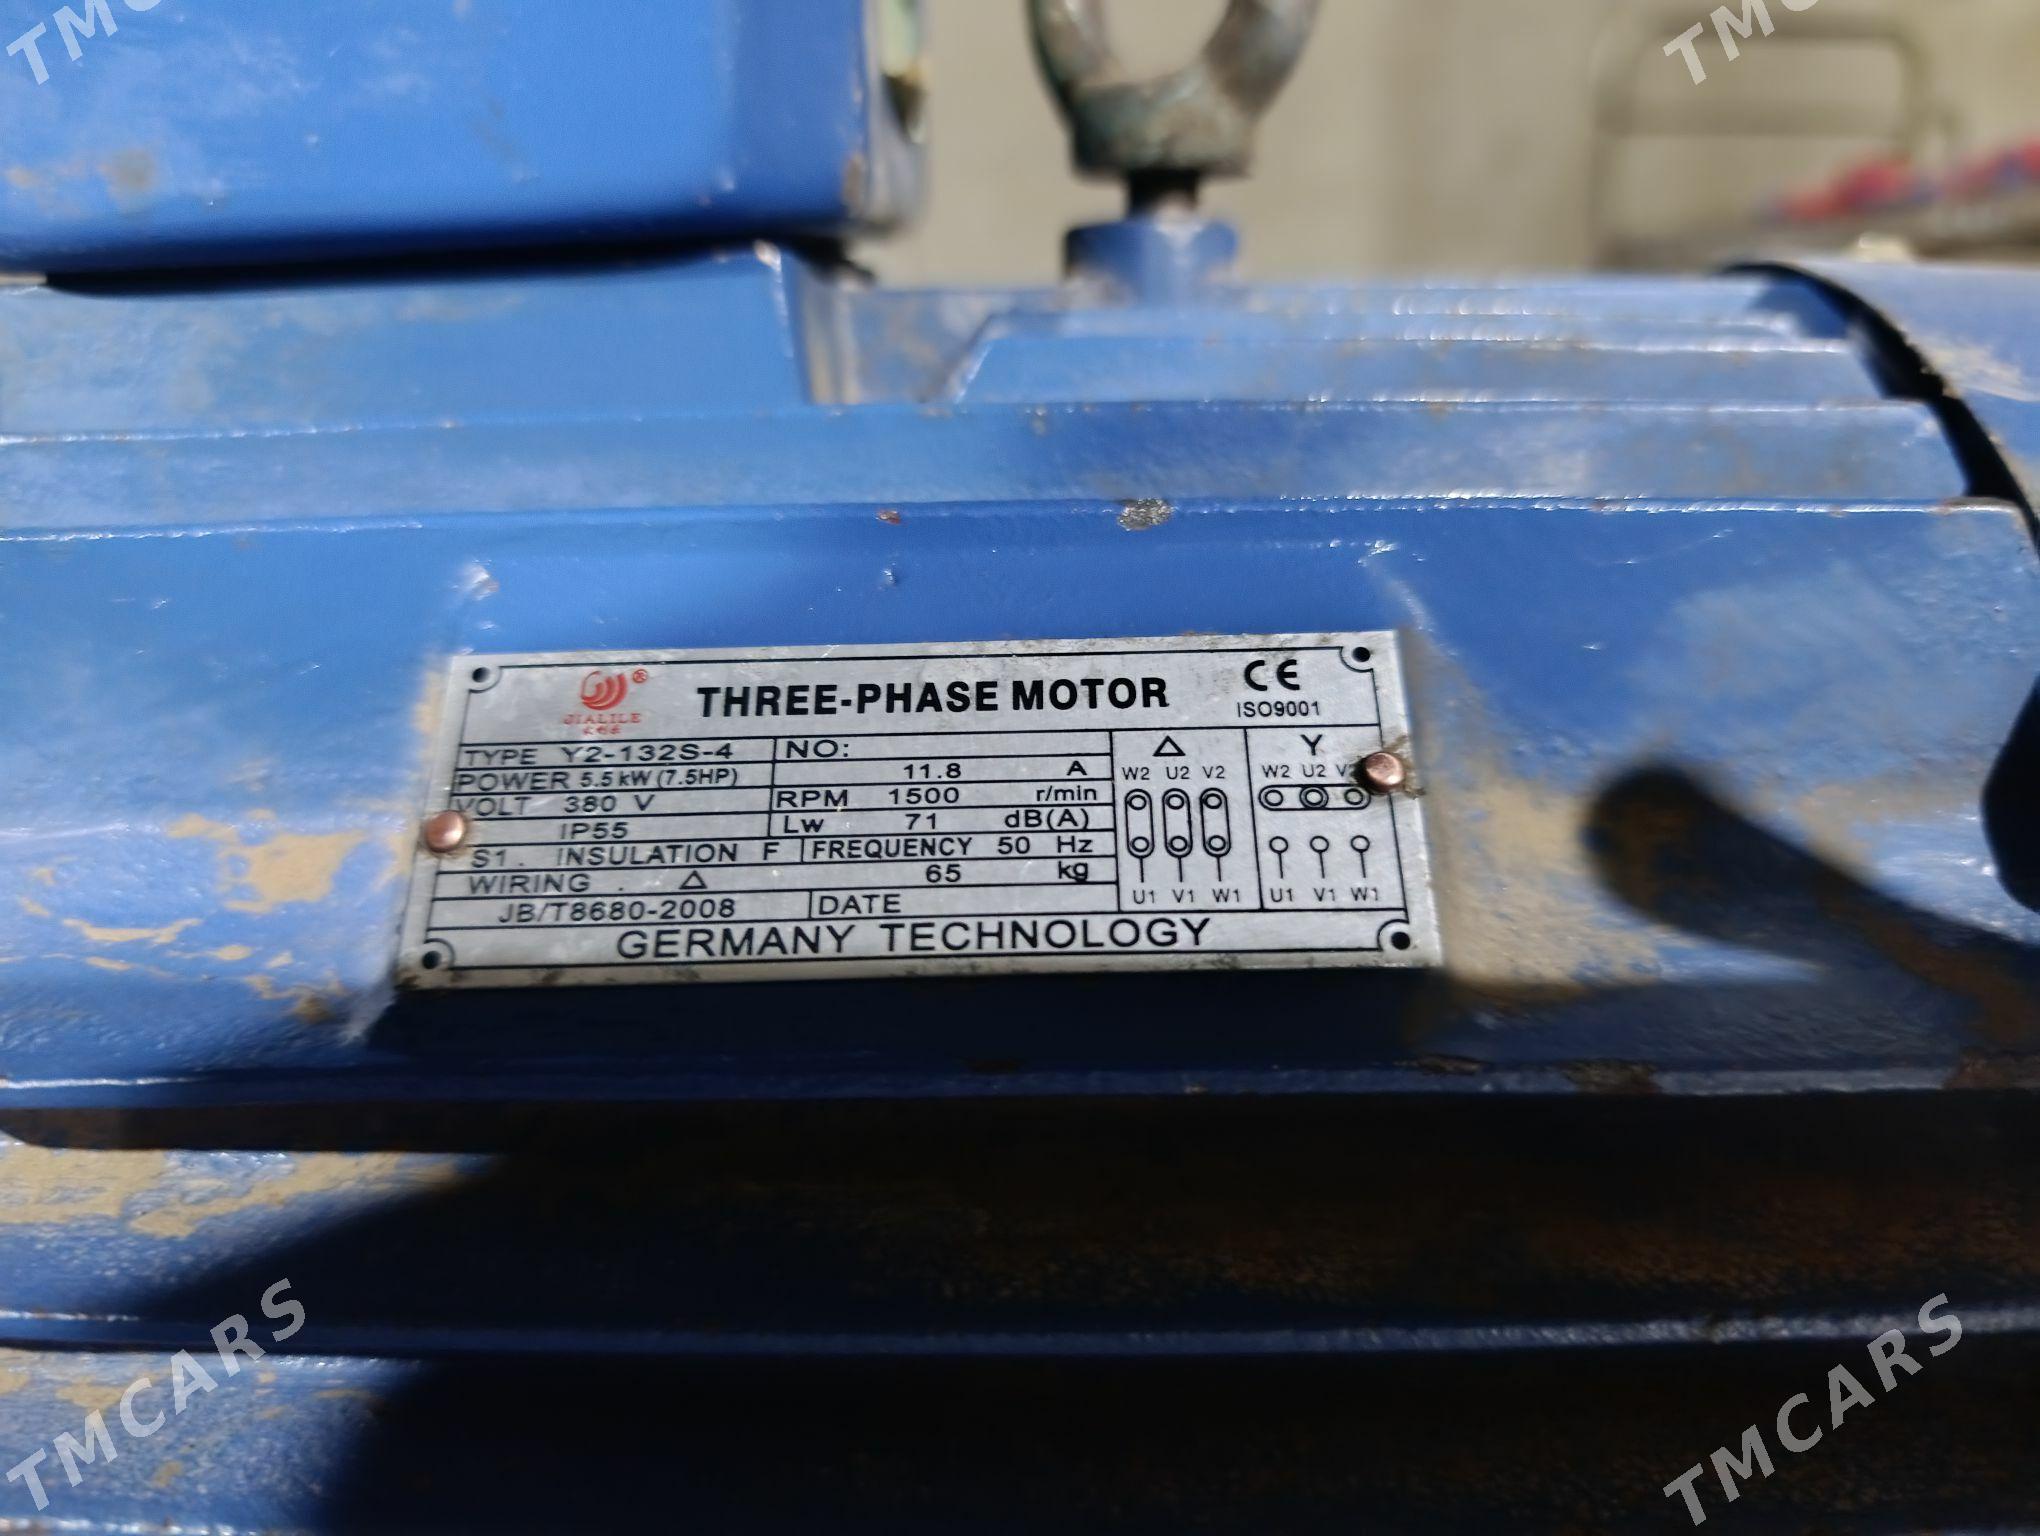 TMCARS
TMCARS
JIALILE ®
THREE-PHASE MOTOR
CE
ISO9001
TYPE Y2-132S-4 NO:
POWER 5.5 kW (7.5HP) 11.8 A
VOLT 380 V RPM 1500 r/min
IP55 Lw 71 dB(A)
S1. INSULATION F FREQUENCY 50 Hz
WIRING . △ 65 kg
JB/T8680-2008 DATE
△ Y
W2 U2 V2 W2 U2 V2
U1 V1 W1 U1 V1 W1
GERMANY TECHNOLOGY
TMCARS
TMCARS